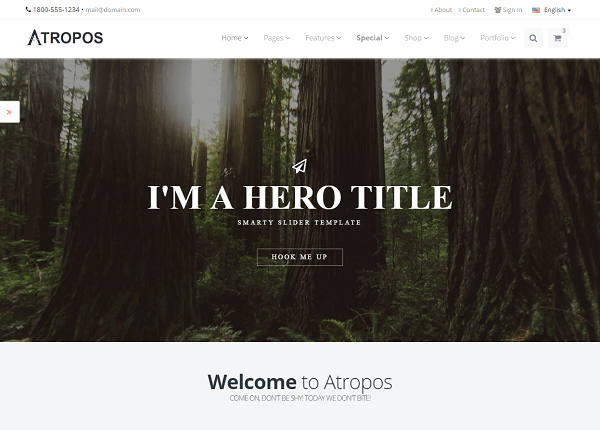 1800-555-1234 • mail@domain.com
About Contact Sign In English
ATROPOS
Home Pages Features Special Shop Blog Portfolio 3
I'M A HERO TITLE
SMARTY SLIDER TEMPLATE
HOOK ME UP
Welcome to Atropos
COME ON, DON'T BE SHY! TODAY WE DON'T BITE!